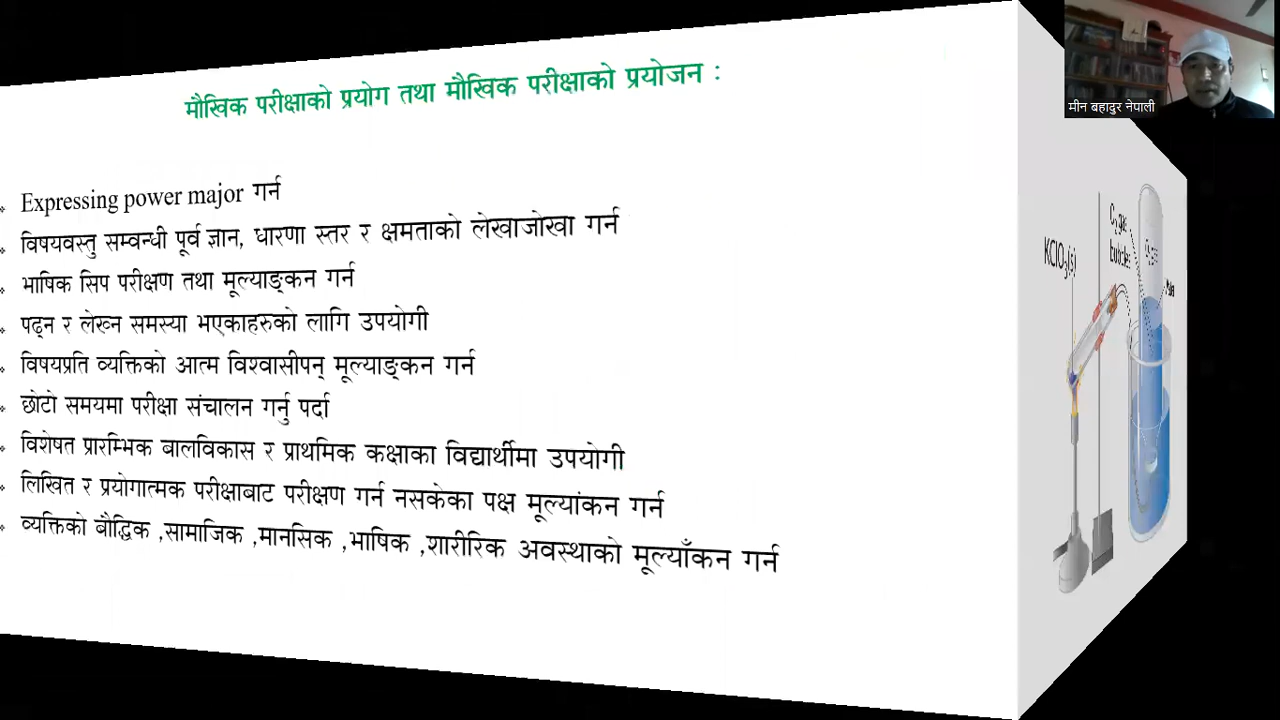 मौखिक परीक्षाको प्रयोग तथा मौखिक परीक्षाको प्रयोजन :
Expressing power major गर्न
विषयवस्तु सम्वन्धी पूर्व ज्ञान, धारणा स्तर र क्षमताको लेखाजोखा गर्न
भाषिक सिप परीक्षण तथा मूल्याङ्कन गर्न
पढ्न र लेख्न समस्या भएकाहरुको लागि उपयोगी
विषयप्रति व्यक्तिको आत्म विश्वासीपन् मूल्याङ्कन गर्न
छोटो समयमा परीक्षा संचालन गर्नु पर्दा
विशेषत प्रारम्भिक बालविकास र प्राथमिक कक्षाका विद्यार्थीमा उपयोगी
लिखित र प्रयोगात्मक परीक्षाबाट परीक्षण गर्न नसकेका पक्ष मूल्यांकन गर्न
व्यक्तिको बौद्धिक ,सामाजिक ,मानसिक ,भाषिक ,शारीरिक अवस्थाको मूल्याँकन गर्न
मीन बहादुर नेपाली
KClO₃(s)
O₂ gas
bubbles